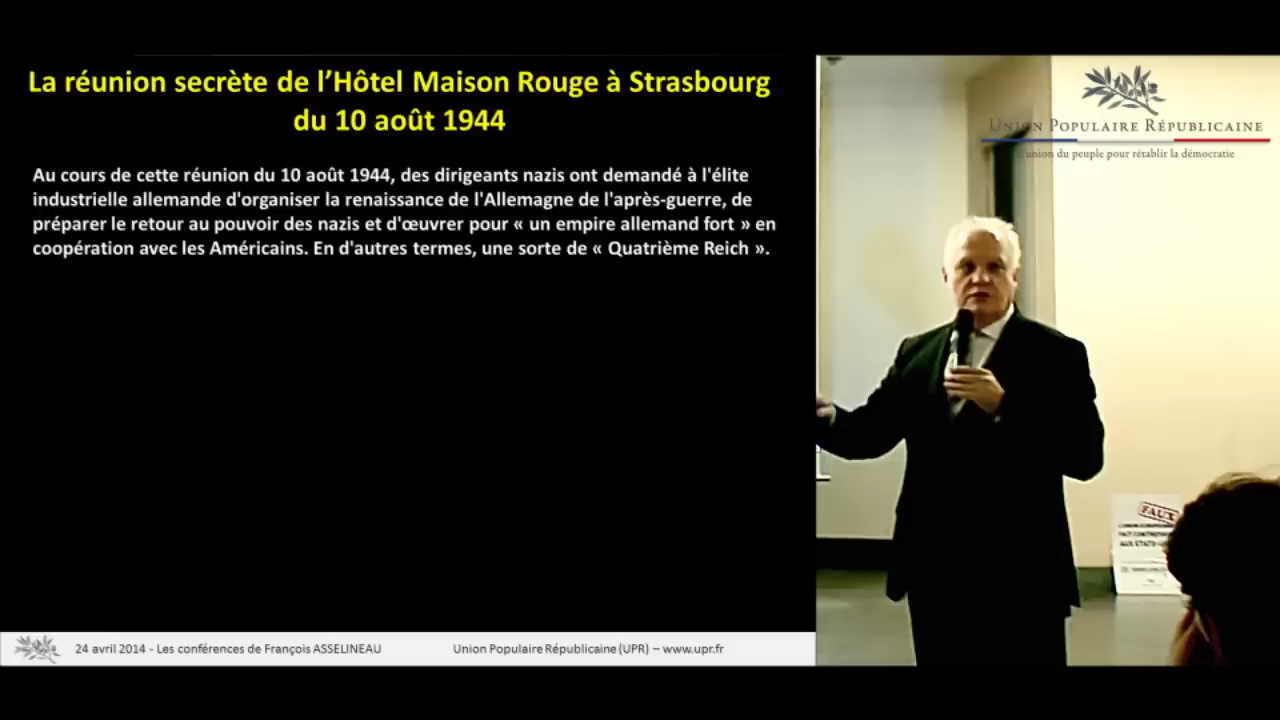 La réunion secrète de l’Hôtel Maison Rouge à Strasbourg
du 10 août 1944
Au cours de cette réunion du 10 août 1944, des dirigeants nazis ont demandé à l'élite
industrielle allemande d'organiser la renaissance de l'Allemagne de l'après-guerre, de
préparer le retour au pouvoir des nazis et d'œuvrer pour « un empire allemand fort » en
coopération avec les Américains. En d'autres termes, une sorte de « Quatrième Reich ».
UNION POPULAIRE RÉPUBLICAINE
L'union du peuple pour rétablir la démocratie
FAUX
24 avril 2014 - Les conférences de François ASSELINEAU
Union Populaire Républicaine (UPR) – www.upr.fr